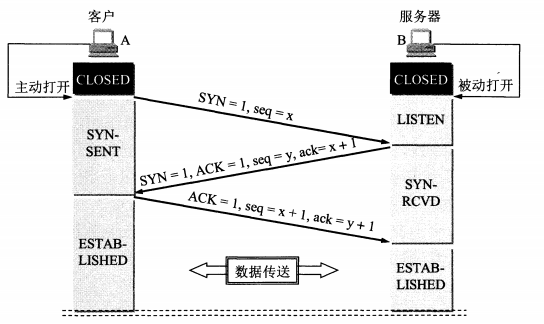 客户
服务器
A
B
主动打开
CLOSED
CLOSED
被动打开
SYN = 1, seq = x
LISTEN
SYN-
SENT
SYN = 1, ACK = 1, seq = y, ack= x + 1
SYN-
RCVD
ACK = 1, seq = x + 1, ack = y + 1
ESTAB-
LISHED
数据传送
ESTAB-
LISHED